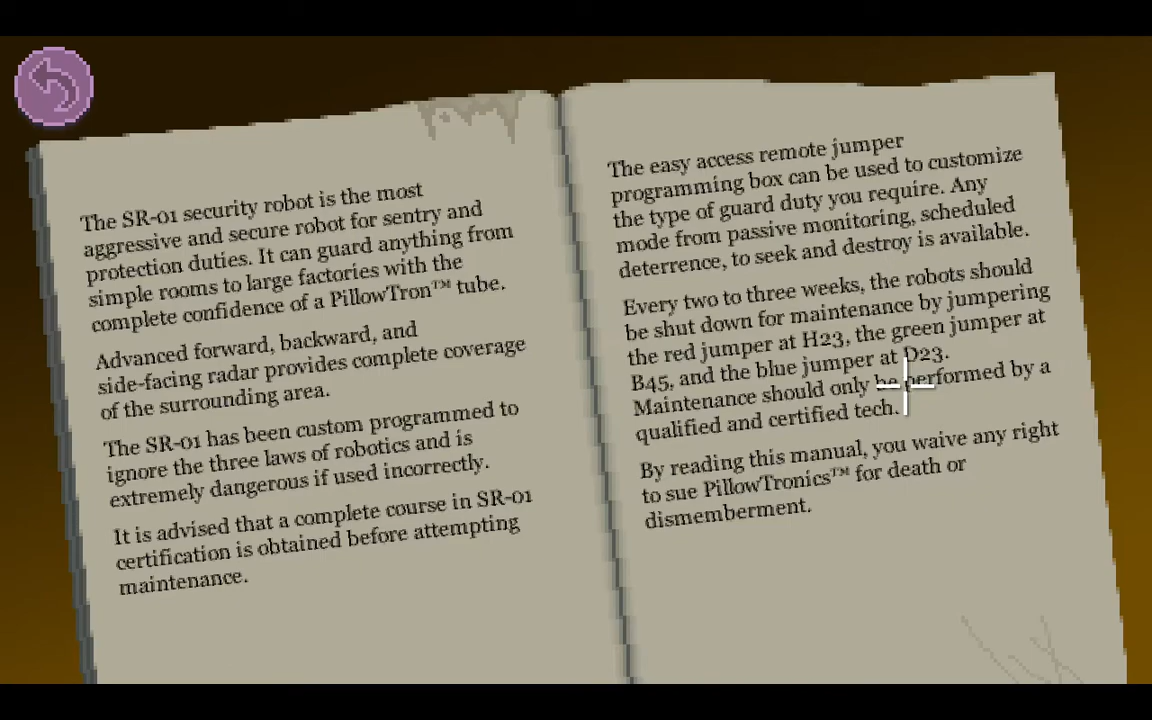 The SR-01 security robot is the most
aggressive and secure robot for sentry and
protection duties. It can guard anything from
simple rooms to large factories with the
complete confidence of a PillowTron™ tube.
Advanced forward, backward, and
side-facing radar provides complete coverage
of the surrounding area.
The SR-01 has been custom programmed to
ignore the three laws of robotics and is
extremely dangerous if used incorrectly.
It is advised that a complete course in SR-01
certification is obtained before attempting
maintenance.
The easy access remote jumper
programming box can be used to customize
the type of guard duty you require. Any
mode from passive monitoring, scheduled
deterrence, to seek and destroy is available.
Every two to three weeks, the robots should
be shut down for maintenance by jumpering
the red jumper at H23, the green jumper at
B45, and the blue jumper at D23.
Maintenance should only be performed by a
qualified and certified tech.
By reading this manual, you waive any right
to sue PillowTronics™ for death or
dismemberment.